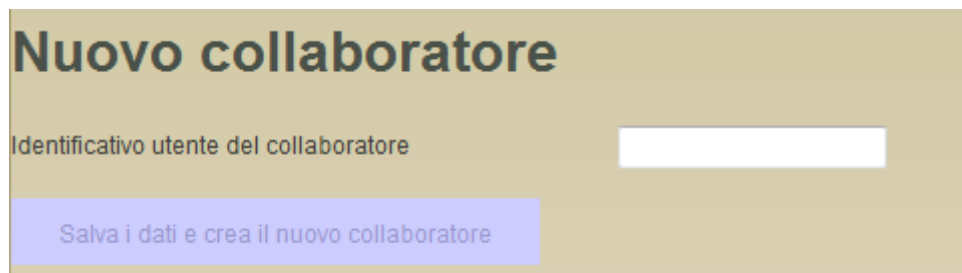 Nuovo collaboratore
Identificativo utente del collaboratore
Salva i dati e crea il nuovo collaboratore